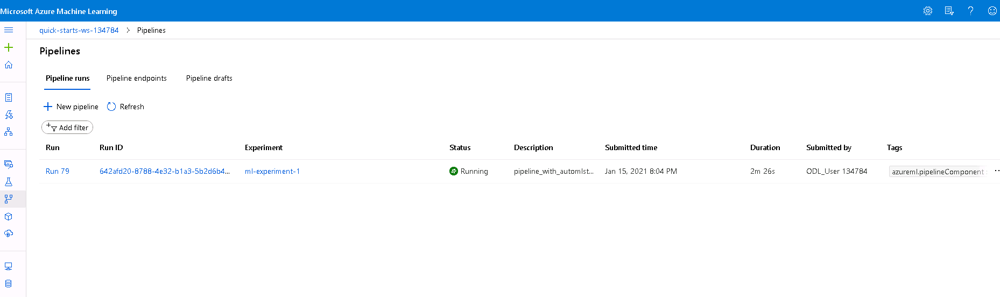 Microsoft Azure Machine Learning
quick-starts-ws-134784 > Pipelines
Pipelines
Pipeline runs Pipeline endpoints Pipeline drafts
New pipeline Refresh
Add filter
Run Run ID Experiment Status Description Submitted time Duration Submitted by Tags
Run 79 642afd20-8788-4e32-b1a3-5b2d6b4... ml-experiment-1 Running pipeline_with_automlst... Jan 15, 2021 8:04 PM 2m 26s ODL_User 134784 azureml.pipelineComponent :